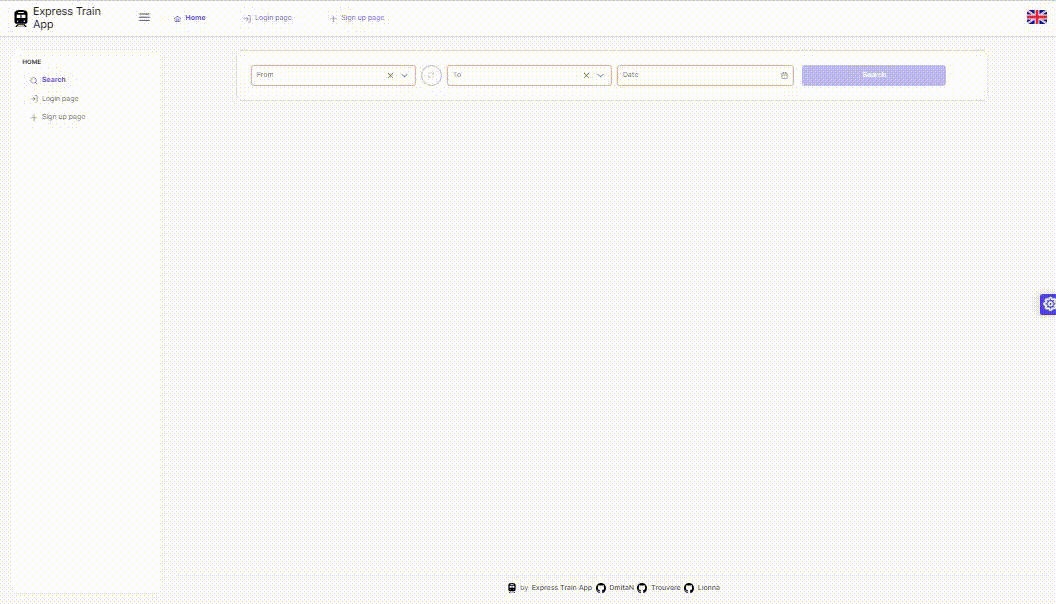 Express Train
App
Home
Login page
Sign up page
HOME
Search
Login page
Sign up page
From
To
Date
Search
by Express Train App DmitaN Trouvere Lionna